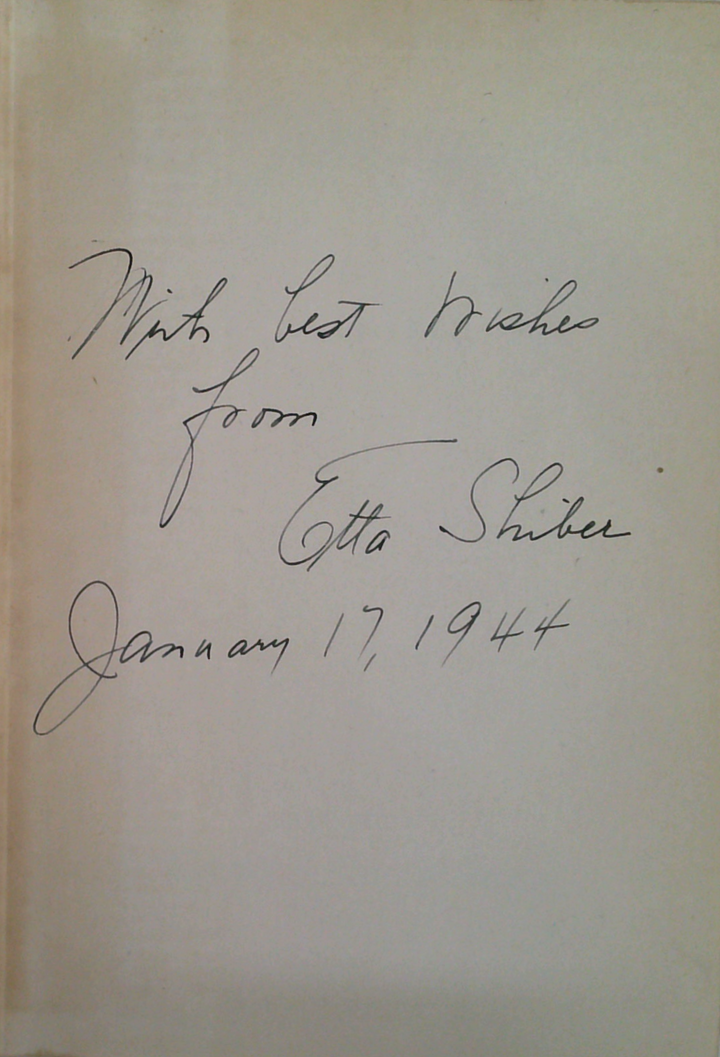 With best wishes
from
Etta Shiber
January 17, 1944